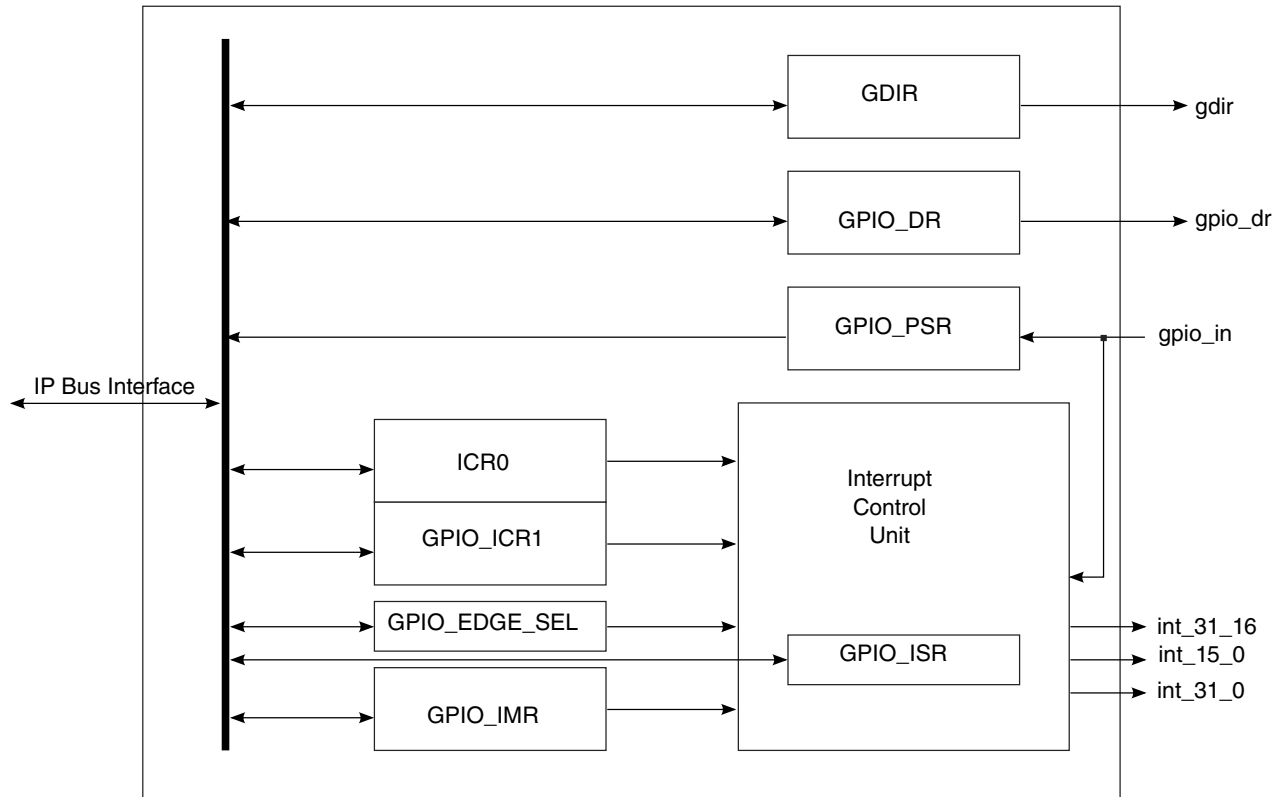 GDIR
gdir
GPIO_DR
gpio_dr
GPIO_PSR
gpio_in
IP Bus Interface
ICR0
Interrupt
Control
Unit
GPIO_ICR1
GPIO_EDGE_SEL
int_31_16
GPIO_ISR
int_15_0
int_31_0
GPIO_IMR